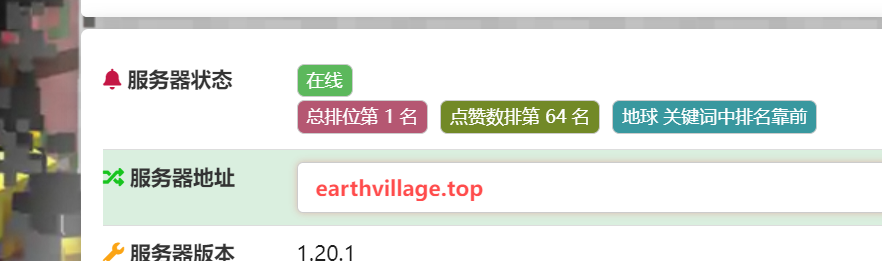 服务器状态 在线
总排位第 1 名 点赞数排第 64 名 地球 关键词中排名靠前
服务器地址 earthvillage.top
服务器版本 1.20.1